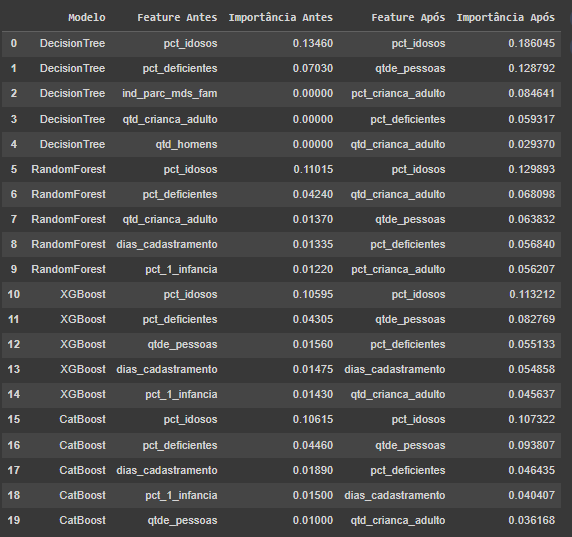 Modelo Feature Antes Importância Antes Feature Após Importância Após
0 DecisionTree pct_idosos 0.13460 pct_idosos 0.186045
1 DecisionTree pct_deficientes 0.07030 qtde_pessoas 0.128792
2 DecisionTree ind_parc_mds_fam 0.00000 pct_crianca_adulto 0.084641
3 DecisionTree qtd_crianca_adulto 0.00000 pct_deficientes 0.059317
4 DecisionTree qtd_homens 0.00000 qtd_crianca_adulto 0.029370
5 RandomForest pct_idosos 0.11015 pct_idosos 0.129893
6 RandomForest pct_deficientes 0.04240 qtd_crianca_adulto 0.068098
7 RandomForest qtd_crianca_adulto 0.01370 qtde_pessoas 0.063832
8 RandomForest dias_cadastramento 0.01335 pct_deficientes 0.056840
9 RandomForest pct_1_infancia 0.01220 pct_crianca_adulto 0.056207
10 XGBoost pct_idosos 0.10595 pct_idosos 0.113212
11 XGBoost pct_deficientes 0.04305 qtde_pessoas 0.082769
12 XGBoost qtde_pessoas 0.01560 pct_deficientes 0.055133
13 XGBoost dias_cadastramento 0.01475 dias_cadastramento 0.054858
14 XGBoost pct_1_infancia 0.01430 qtd_crianca_adulto 0.045637
15 CatBoost pct_idosos 0.10615 pct_idosos 0.107322
16 CatBoost pct_deficientes 0.04460 qtde_pessoas 0.093807
17 CatBoost dias_cadastramento 0.01890 pct_deficientes 0.046435
18 CatBoost pct_1_infancia 0.01500 dias_cadastramento 0.040407
19 CatBoost qtde_pessoas 0.01000 qtd_crianca_adulto 0.036168